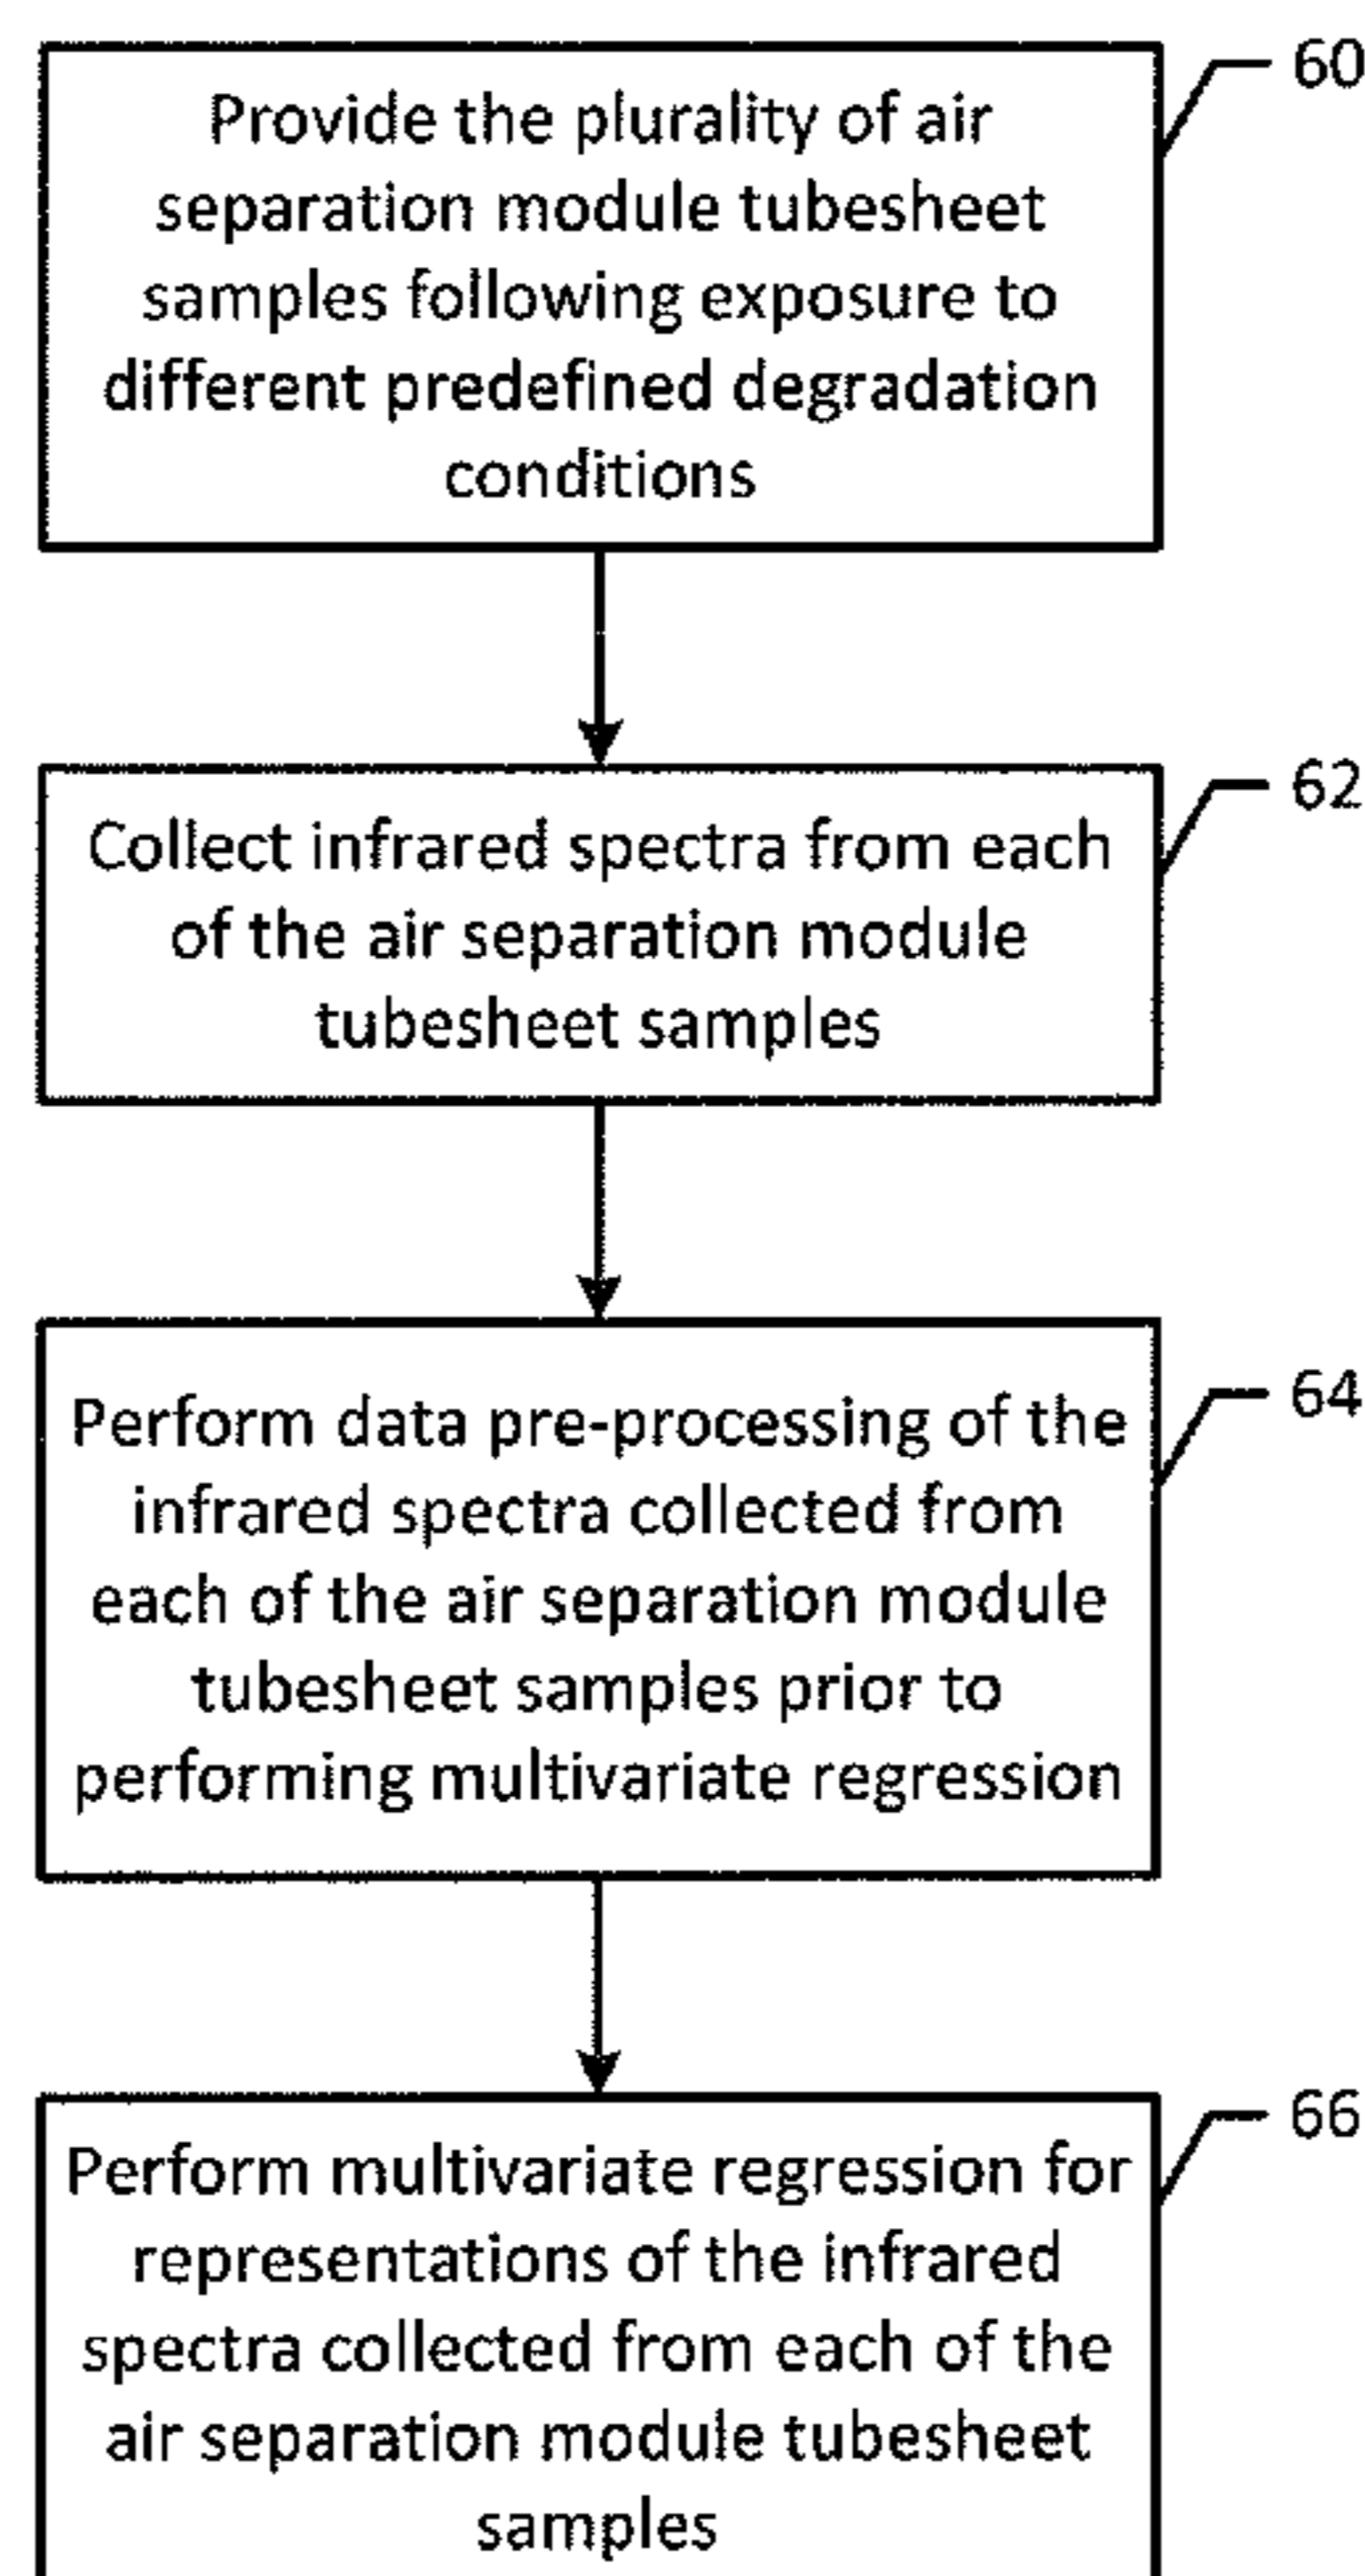 60
Provide the plurality of air
separation module tubesheet
samples following exposure to
different predefined degradation
conditions
62
Collect infrared spectra from each
of the air separation module
tubesheet samples
64
Perform data pre-processing of the
infrared spectra collected from
each of the air separation module
tubesheet samples prior to
performing multivariate regression
66
Perform multivariate regression for
representations of the infrared
spectra collected from each of the
air separation module tubesheet
samples